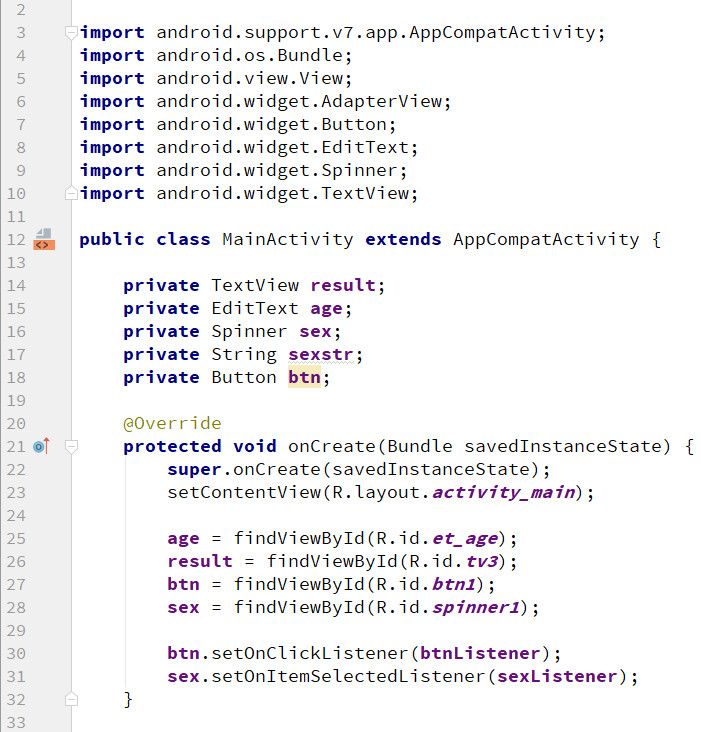 2
3 import android.support.v7.app.AppCompatActivity;
4 import android.os.Bundle;
5 import android.view.View;
6 import android.widget.AdapterView;
7 import android.widget.Button;
8 import android.widget.EditText;
9 import android.widget.Spinner;
10 import android.widget.TextView;
11
12 public class MainActivity extends AppCompatActivity {
13
14     private TextView result;
15     private EditText age;
16     private Spinner sex;
17     private String sexstr;
18     private Button btn;
19
20     @Override
21     protected void onCreate(Bundle savedInstanceState) {
22         super.onCreate(savedInstanceState);
23         setContentView(R.layout.activity_main);
24
25         age = findViewById(R.id.et_age);
26         result = findViewById(R.id.tv3);
27         btn = findViewById(R.id.btn1);
28         sex = findViewById(R.id.spinner1);
29
30         btn.setOnClickListener(btnListener);
31         sex.setOnItemSelectedListener(sexListener);
32     }
33